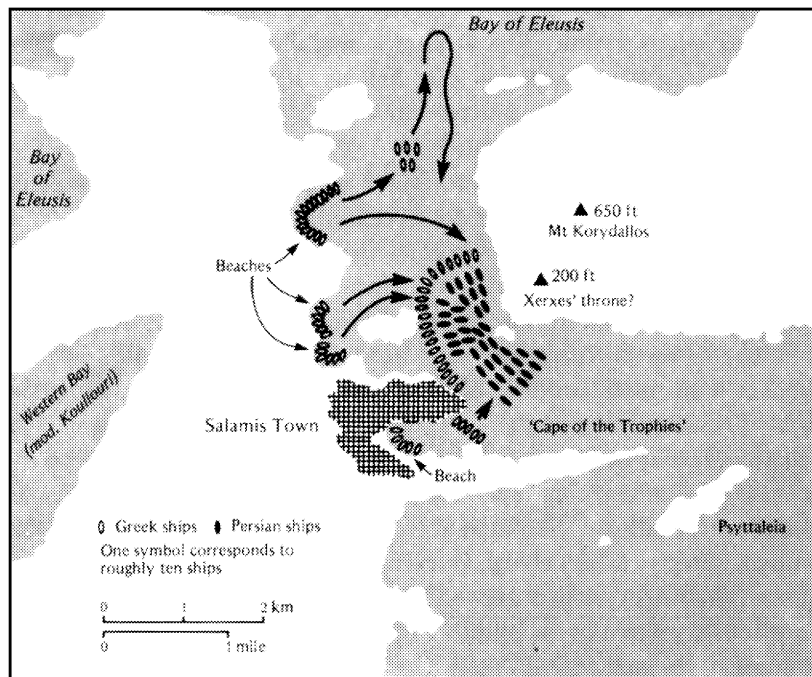 Bay of Eleusis
Bay
of
Eleusis
650 ft
Mt Korydallos
Beaches
200 ft
Xerxes' throne?
Western Bay
(mod. Koullouri)
Salamis Town
'Cape of the Trophies'
Beach
Psyttaleia
Greek ships Persian ships
One symbol corresponds to
roughly ten ships
0 1 2 km
0 1 mile